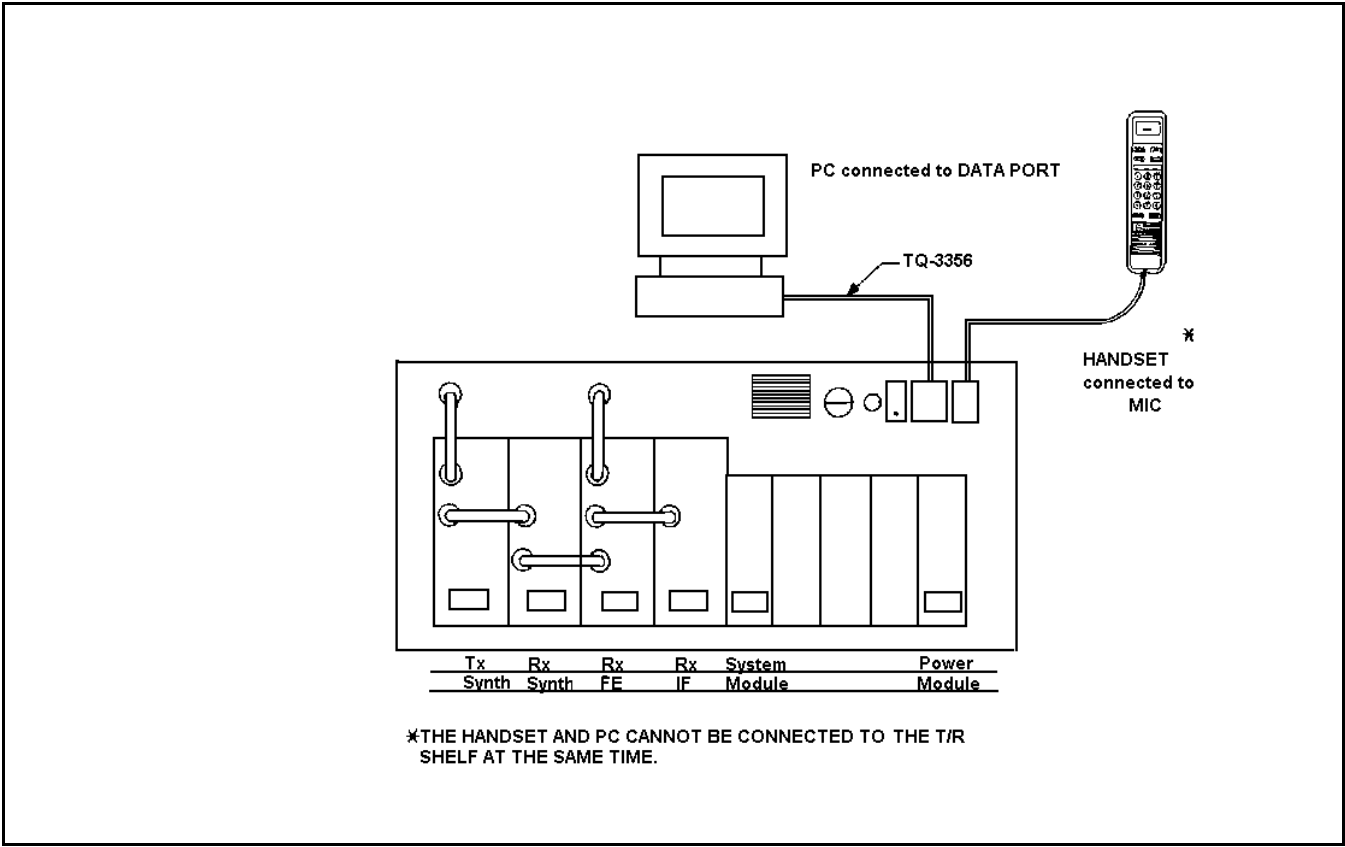 PC connected to DATA PORT
TQ-3356
*
HANDSET
connected to
MIC
Tx Rx Rx Rx System Power
Synth Synth FE IF Module Module
*THE HANDSET AND PC CANNOT BE CONNECTED TO THE T/R
SHELF AT THE SAME TIME.